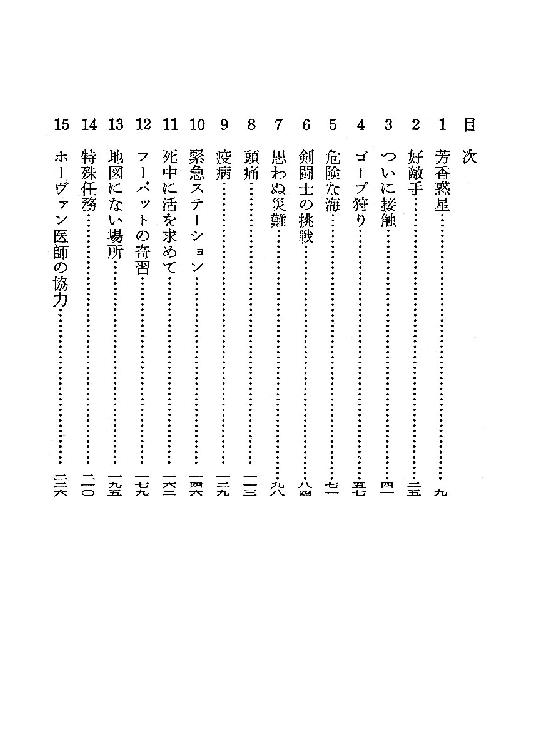 目次
1 芳香惑星……九
2 好敵手……二五
3 ついに接触……四一
4 ゴープ狩り……五七
5 危険な海……七一
6 剣闘士の挑戦……八四
7 思わぬ災難……九八
8 頭痛……一一三
9 疫病……一二九
10 緊急ステーション……一四六
11 死中に活を求めて……一六二
12 フーバットの奇習……一七九
13 地図にない場所……一九五
14 特殊任務……二一〇
15 ホーヴァン医師の協力……二二六